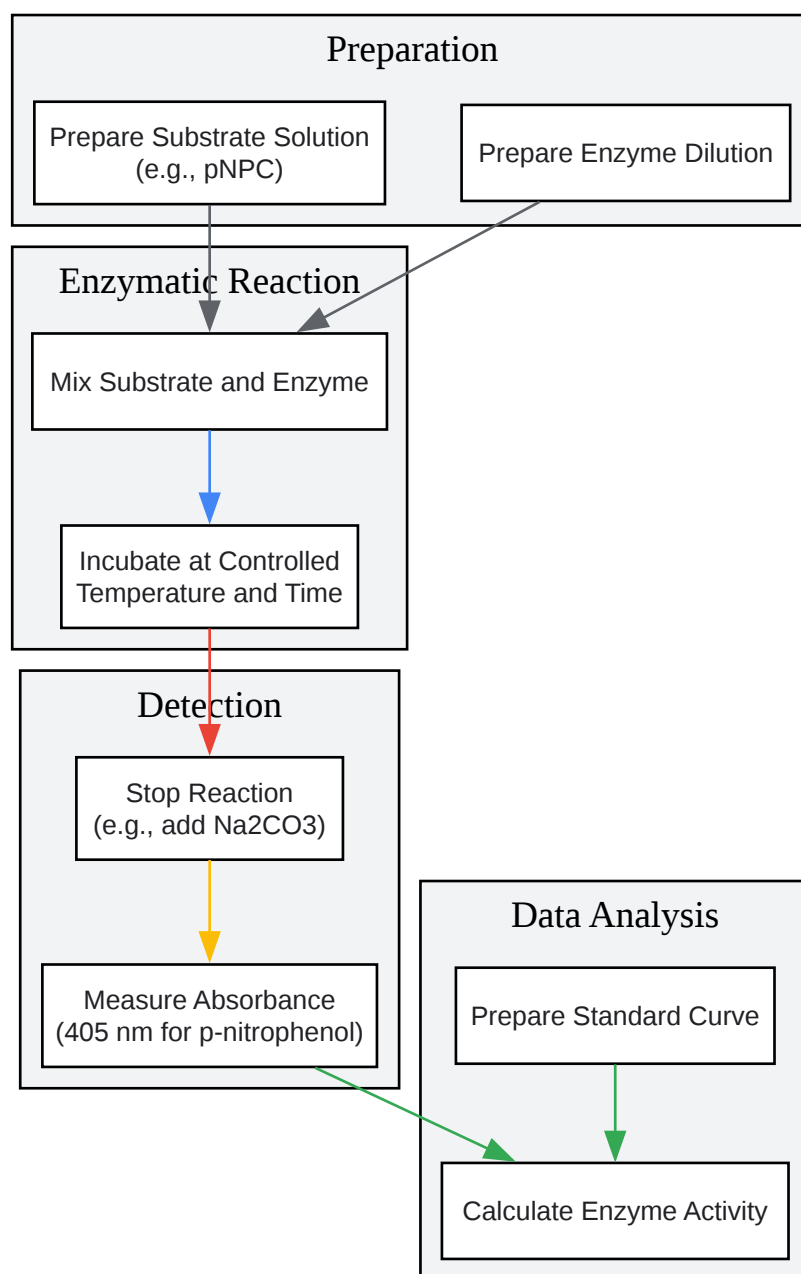 Preparation
Prepare Substrate Solution
(e.g., pNPC)
Prepare Enzyme Dilution
Enzymatic Reaction
Mix Substrate and Enzyme
Incubate at Controlled
Temperature and Time
Detection
Stop Reaction
(e.g., add Na2CO3)
Measure Absorbance
(405 nm for p-nitrophenol)
Data Analysis
Prepare Standard Curve
Calculate Enzyme Activity